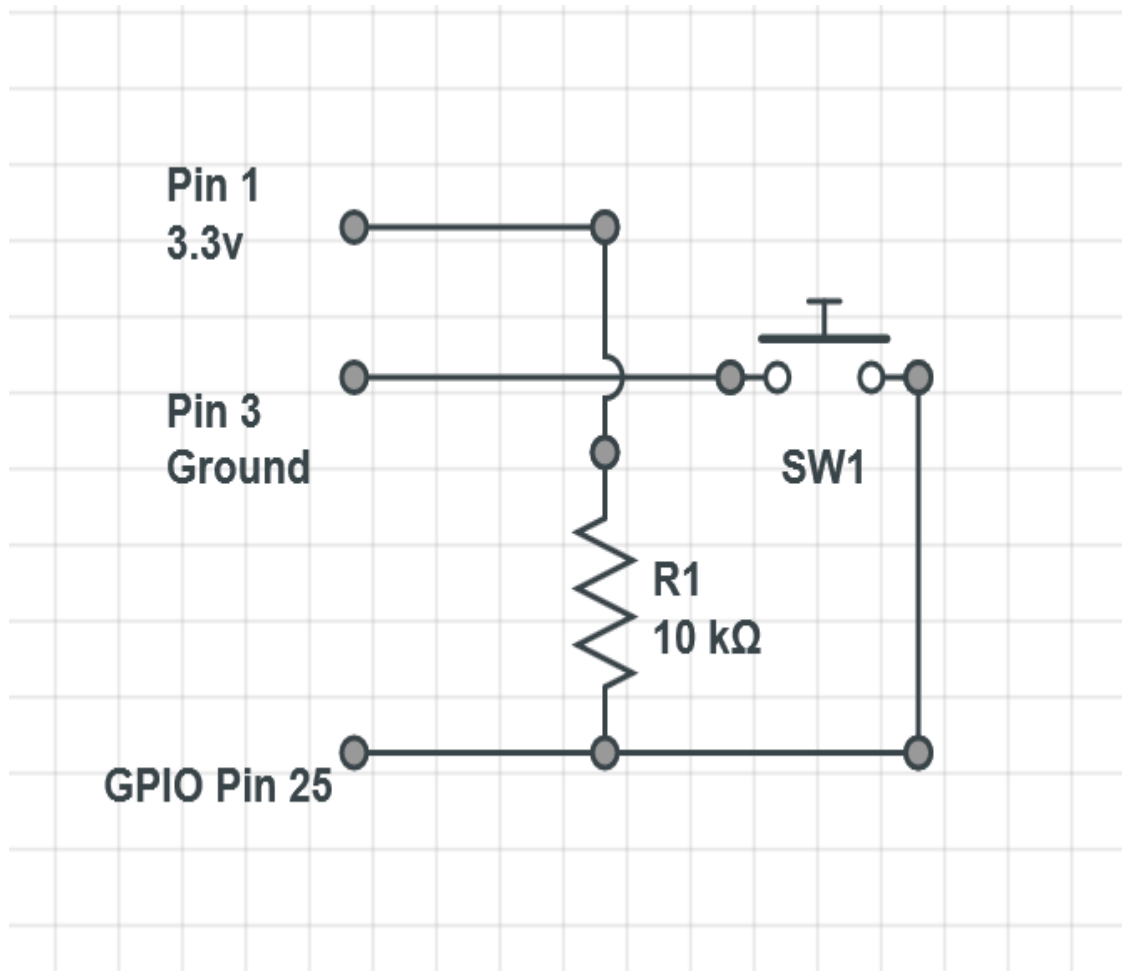 Pin 1
3.3v
Pin 3
Ground
SW1
R1
10 kΩ
GPIO Pin 25